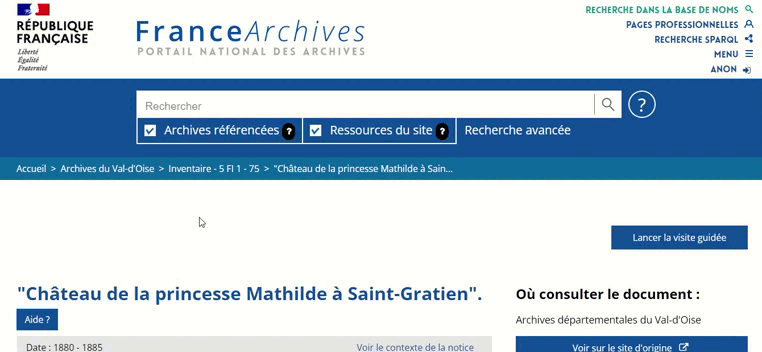 RÉPUBLIQUE
FRANÇAISE
Liberté
Égalité
Fraternité
FranceArchives
PORTAIL NATIONAL DES ARCHIVES
RECHERCHE DANS LA BASE DE NOMS
PAGES PROFESSIONNELLES
RECHERCHE SPARQL
MENU
ANON
Rechercher
?
Archives référencées ?
Ressources du site ?
Recherche avancée
Accueil > Archives du Val-d'Oise > Inventaire - 5 FI 1 - 75 > "Château de la princesse Mathilde à Sain...
Lancer la visite guidée
"Château de la princesse Mathilde à Saint-Gratien".
Aide ?
Date : 1880 - 1885
Voir le contexte de la notice
Où consulter le document :
Archives départementales du Val-d'Oise
Voir sur le site d'origine